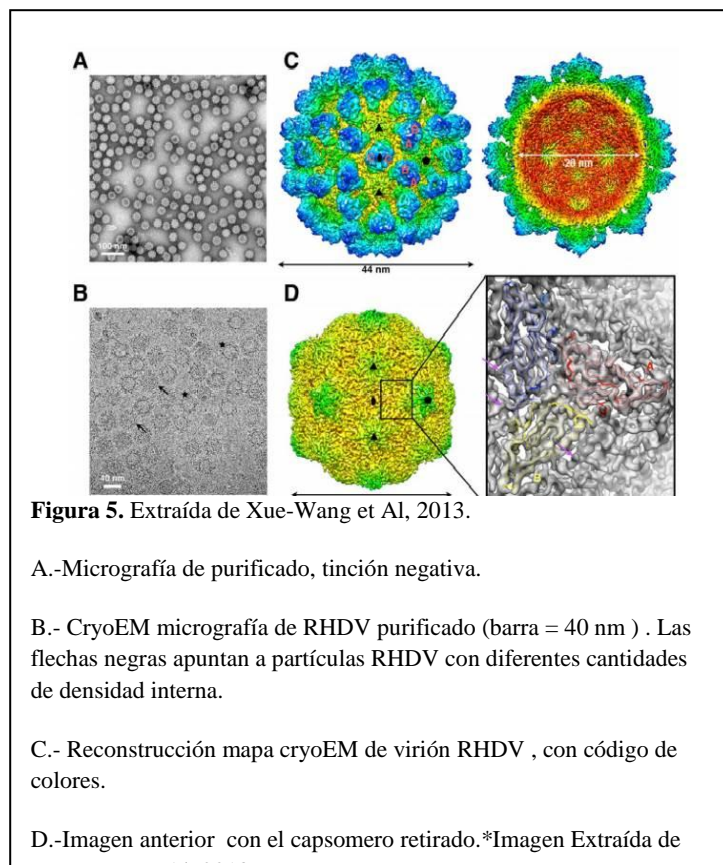 A
C
28 nm
100 nm
44 nm
B
D
A
B
40 nm
Figura 5. Extraída de Xue-Wang et Al, 2013.
A.-Micrografía de purificado, tinción negativa.
B.- CryoEM micrografía de RHDV purificado (barra = 40 nm ) . Las
flechas negras apuntan a partículas RHDV con diferentes cantidades
de densidad interna.
C.- Reconstrucción mapa cryoEM de virión RHDV , con código de
colores.
D.-Imagen anterior con el capsomero retirado.*Imagen Extraída de